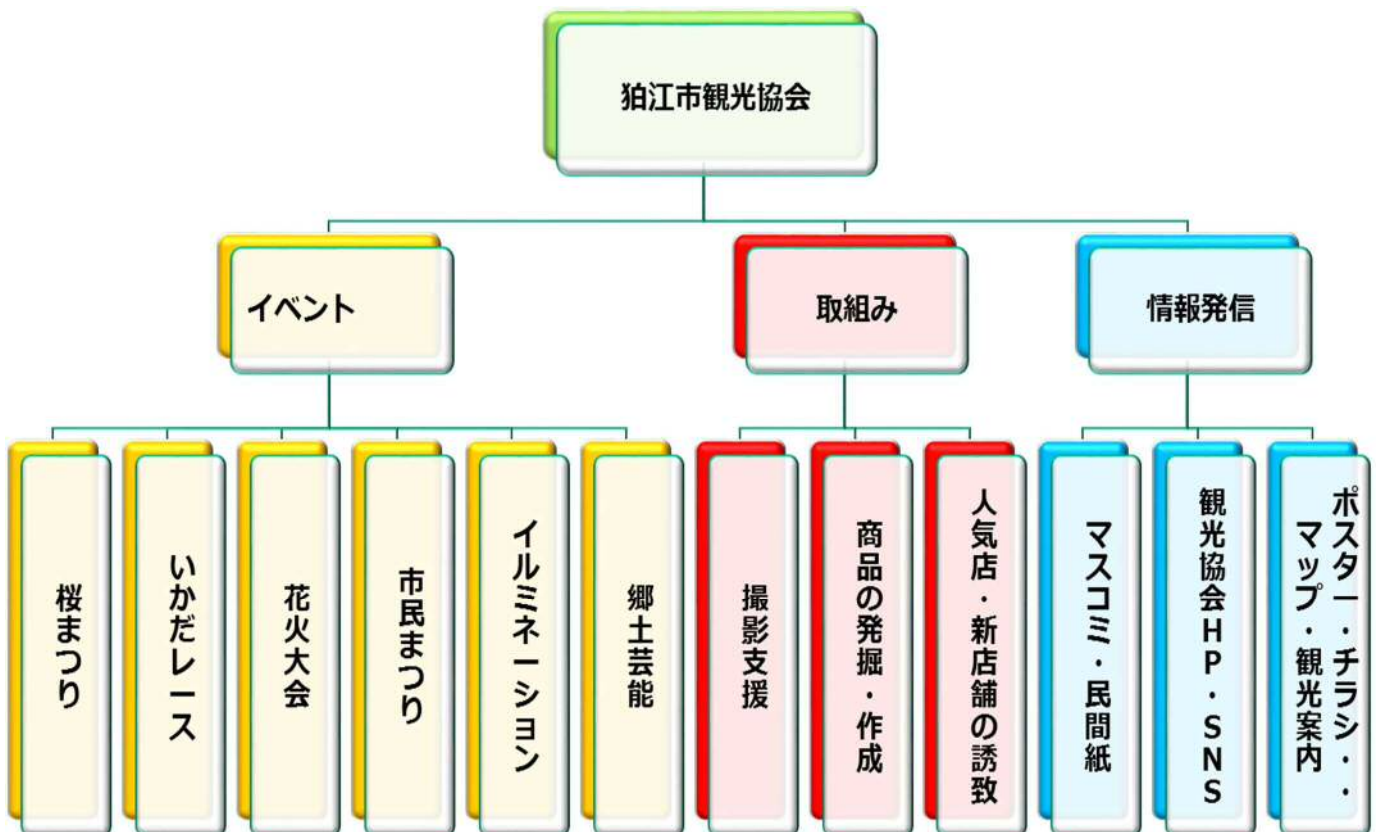 狛江市観光協会
イベント
取組み
情報発信
桜まつり
いかだレース
花火大会
市民まつり
イルミネーション
郷土芸能
撮影支援
商品の発掘・作成
人気店・新店舗の誘致
マスコミ・民間紙
観光協会HP・SNS
ポスター・チラシ・・
マップ・観光案内